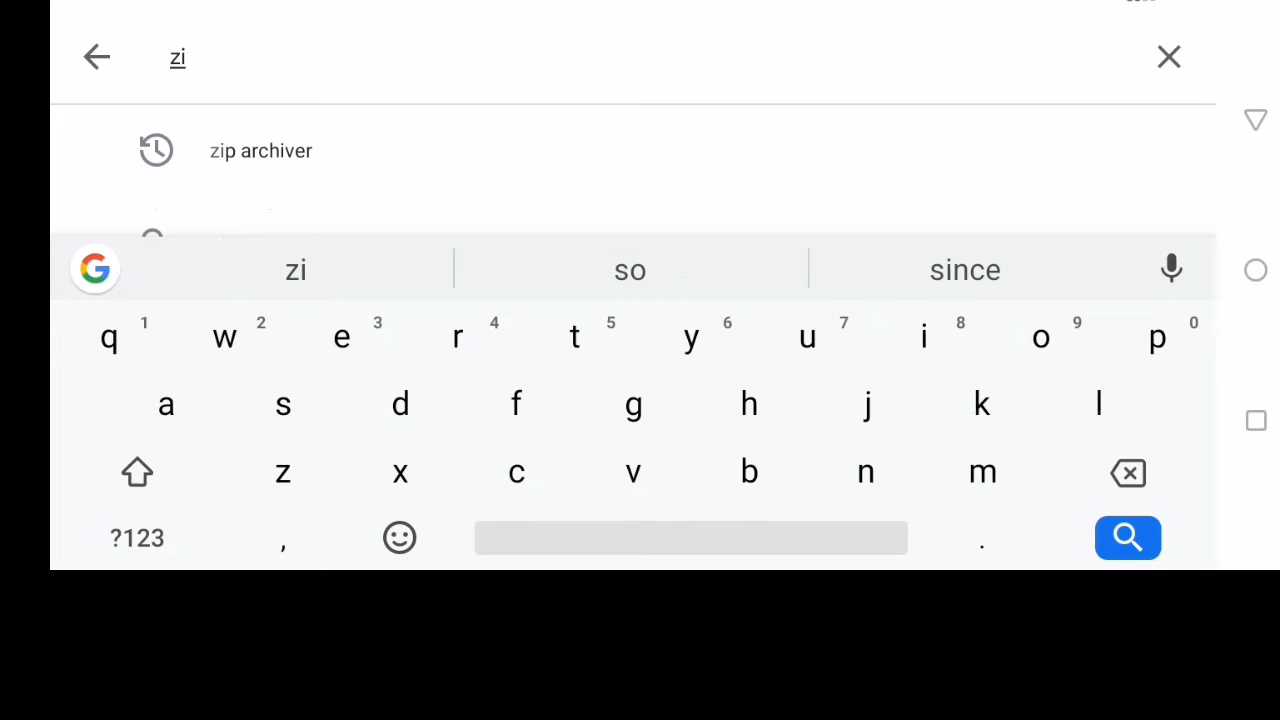 zi
zip archiver
zi so since
q 1 w 2 e 3 r 4 t 5 y 6 u 7 i 8 o 9 p 0
a s d f g h j k l
z x c v b n m
?123 , .